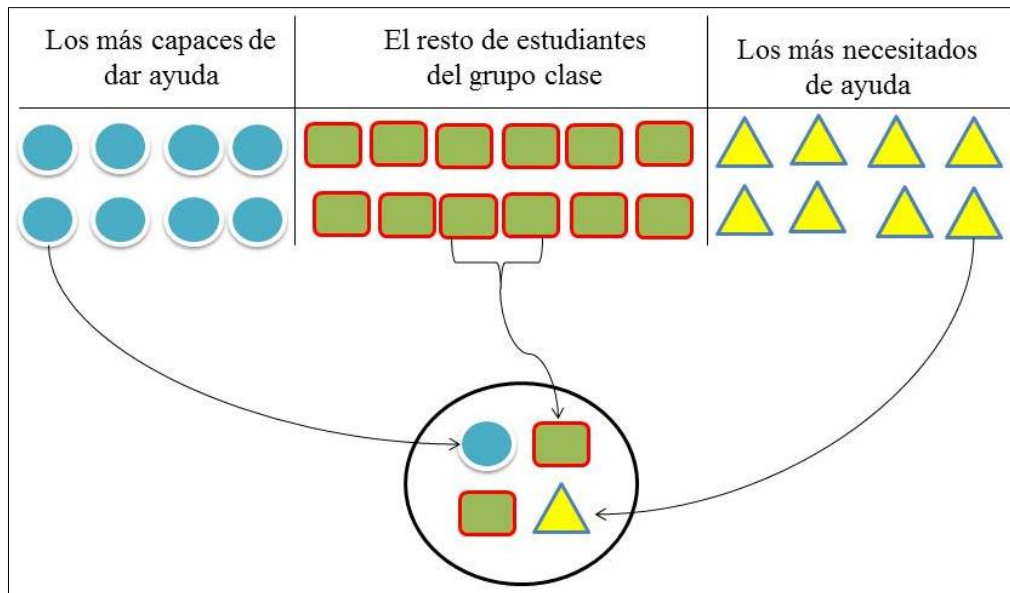 Los más capaces de
dar ayuda
El resto de estudiantes
del grupo clase
Los más necesitados
de ayuda